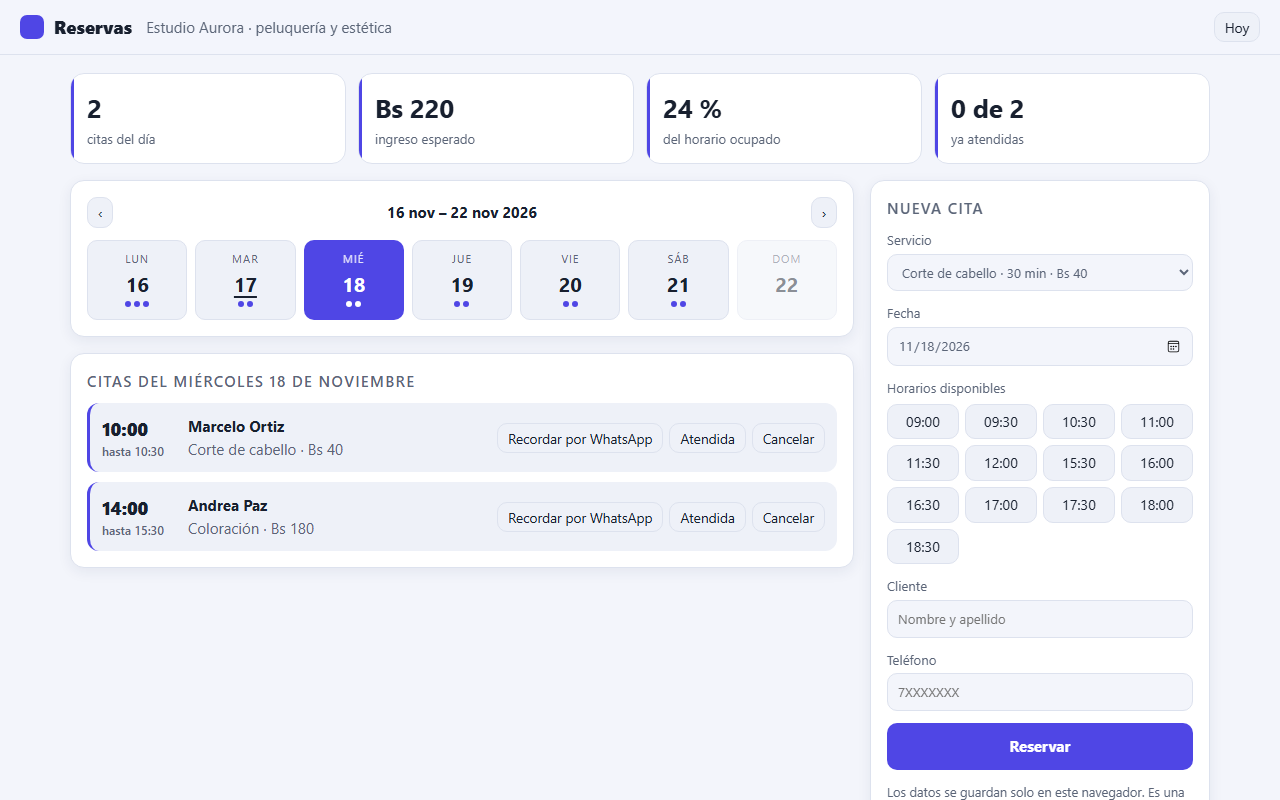 Reservas
Estudio Aurora · peluquería y estética
Hoy
2
citas del día
Bs 220
ingreso esperado
24 %
del horario ocupado
0 de 2
ya atendidas
‹
16 nov – 22 nov 2026
›
LUN
16
MAR
17
MIÉ
18
JUE
19
VIE
20
SÁB
21
DOM
22
CITAS DEL MIÉRCOLES 18 DE NOVIEMBRE
10:00
hasta 10:30
Marcelo Ortiz
Corte de cabello · Bs 40
Recordar por WhatsApp
Atendida
Cancelar
14:00
hasta 15:30
Andrea Paz
Coloración · Bs 180
Recordar por WhatsApp
Atendida
Cancelar
NUEVA CITA
Servicio
Corte de cabello · 30 min · Bs 40
Fecha
11/18/2026
Horarios disponibles
09:00 09:30 10:30 11:00
11:30 12:00 15:30 16:00
16:30 17:00 17:30 18:00
18:30
Cliente
Nombre y apellido
Teléfono
7XXXXXXX
Reservar
Los datos se guardan solo en este navegador. Es una